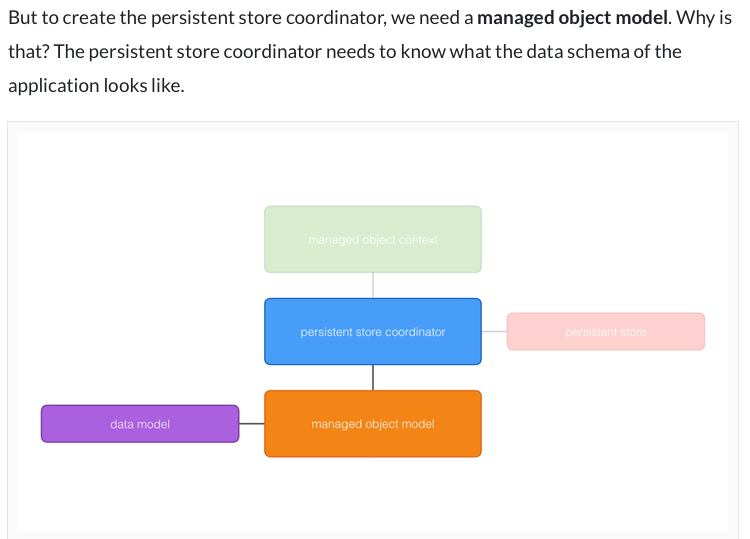 But to create the persistent store coordinator, we need a managed object model. Why is
that? The persistent store coordinator needs to know what the data schema of the
application looks like.
managed object context
persistent store coordinator
persistent store
data model
managed object model